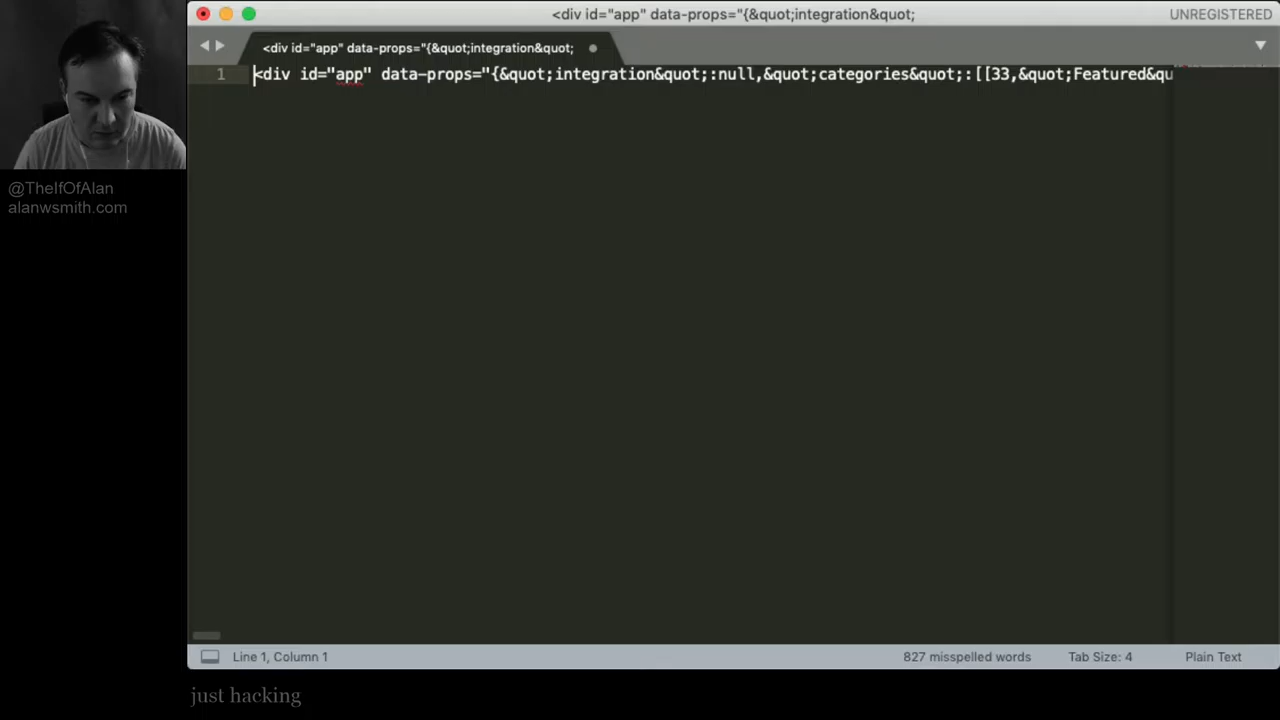 <div id="app" data-props="{&quot;integration&quot;
UNREGISTERED
<div id="app" data-props="{&quot;integration&quot;
1 <div id="app" data-props="{&quot;integration&quot;:null,&quot;categories&quot;:[[33,&quot;Featured&qu
@TheIfOfAlan
alanwsmith.com
Line 1, Column 1
827 misspelled words
Tab Size: 4
Plain Text
just hacking